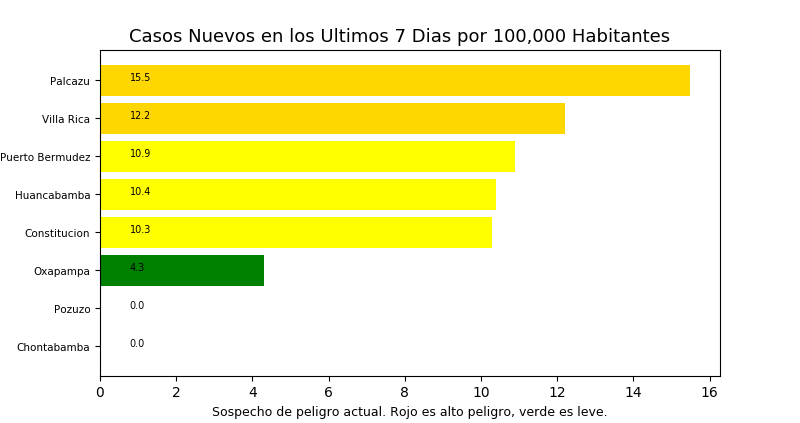 Casos Nuevos en los Ultimos 7 Dias por 100,000 Habitantes
Palcazu 15.5
Villa Rica 12.2
Puerto Bermudez 10.9
Huancabamba 10.4
Constitucion 10.3
Oxapampa 4.3
Pozuzo 0.0
Chontabamba 0.0
0 2 4 6 8 10 12 14 16
Sospecho de peligro actual. Rojo es alto peligro, verde es leve.